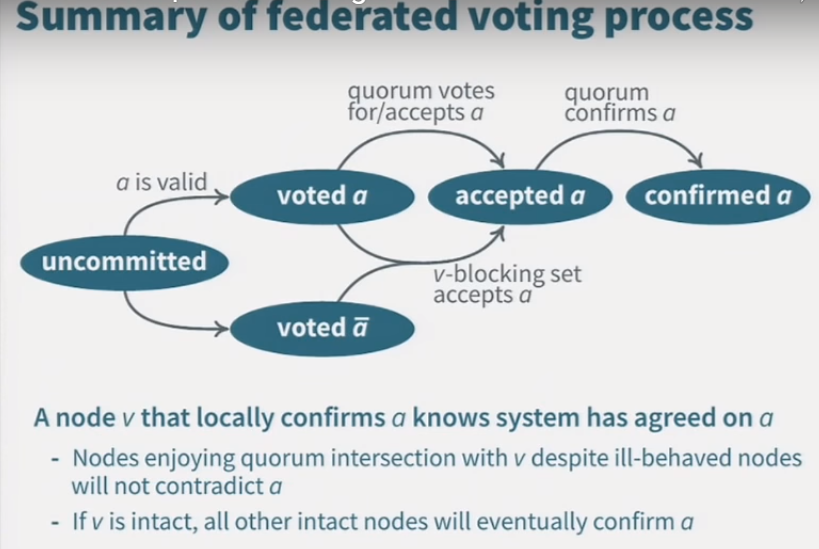 Summary of federated voting process
quorum votes
for/accepts a
quorum
confirms a
a is valid
voted a
accepted a
confirmed a
uncommitted
v-blocking set
accepts a
voted a̅
A node v that locally confirms a knows system has agreed on a
- Nodes enjoying quorum intersection with v despite ill-behaved nodes
will not contradict a
- If v is intact, all other intact nodes will eventually confirm a